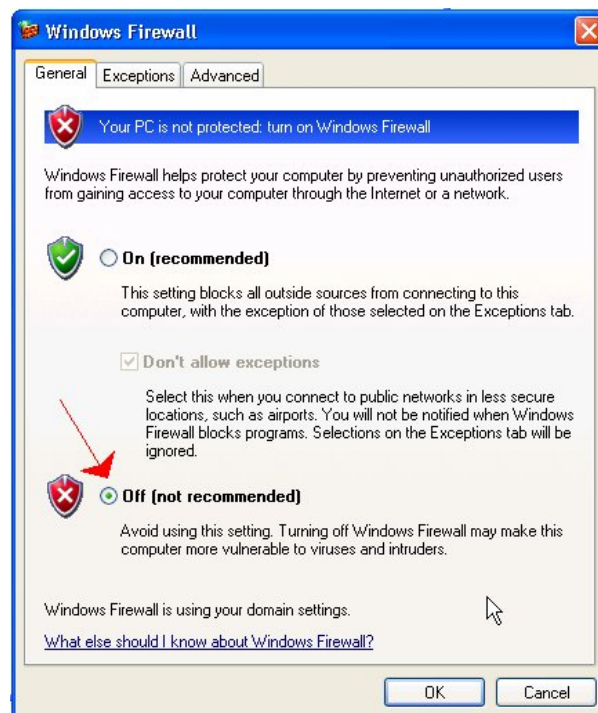 Windows Firewall
General Exceptions Advanced
Your PC is not protected: turn on Windows Firewall
Windows Firewall helps protect your computer by preventing unauthorized users
from gaining access to your computer through the Internet or a network.
On (recommended)
This setting blocks all outside sources from connecting to this
computer, with the exception of those selected on the Exceptions tab.
Don't allow exceptions
Select this when you connect to public networks in less secure
locations, such as airports. You will not be notified when Windows
Firewall blocks programs. Selections on the Exceptions tab will be
ignored.
Off (not recommended)
Avoid using this setting. Turning off Windows Firewall may make this
computer more vulnerable to viruses and intruders.
Windows Firewall is using your domain settings.
What else should I know about Windows Firewall?
OK Cancel